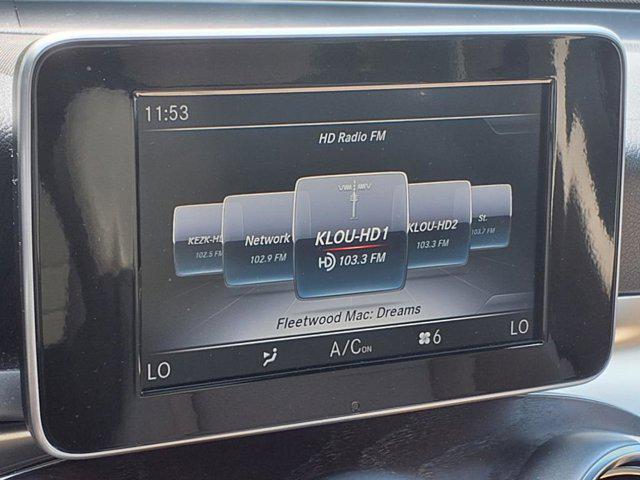 11:53
HD Radio FM
KEZK-H
102.5 F
Network
102.9 FM
KLOU-HD1
HD 103.3 FM
KLOU-HD2
103.3 FM
St.
103.7 FM
Fleetwood Mac: Dreams
LO
A/C ON
6
LO